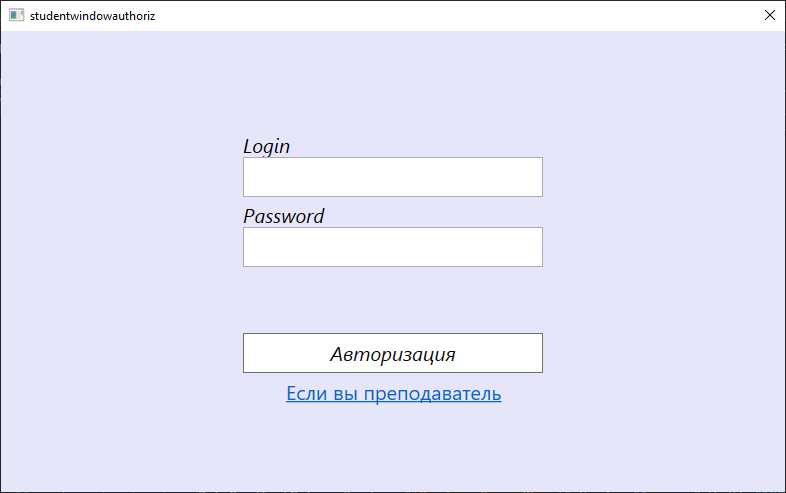 studentwindowauthoriz
Login
Password
Авторизация
Если вы преподаватель